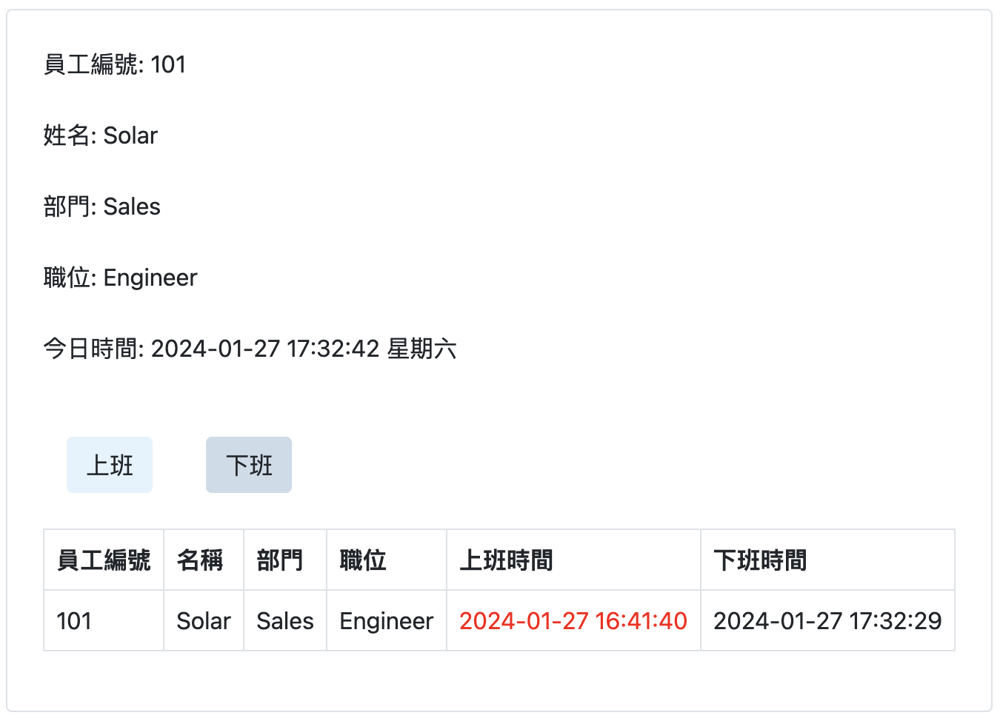 員工編號: 101
姓名: Solar
部門: Sales
職位: Engineer
今日時間: 2024-01-27 17:32:42 星期六
上班 下班
員工編號 名稱 部門 職位 上班時間 下班時間
101 Solar Sales Engineer 2024-01-27 16:41:40 2024-01-27 17:32:29